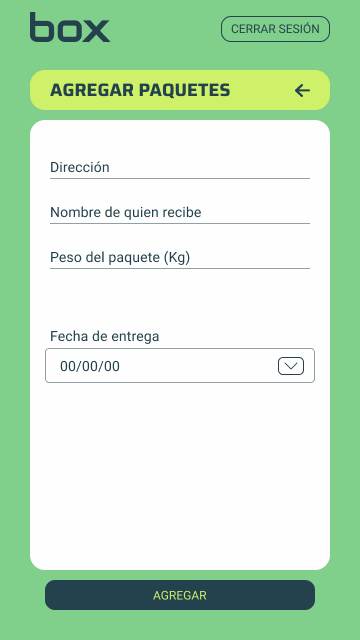 box
CERRAR SESIÓN
AGREGAR PAQUETES
Dirección
Nombre de quien recibe
Peso del paquete (Kg)
Fecha de entrega
00/00/00
AGREGAR